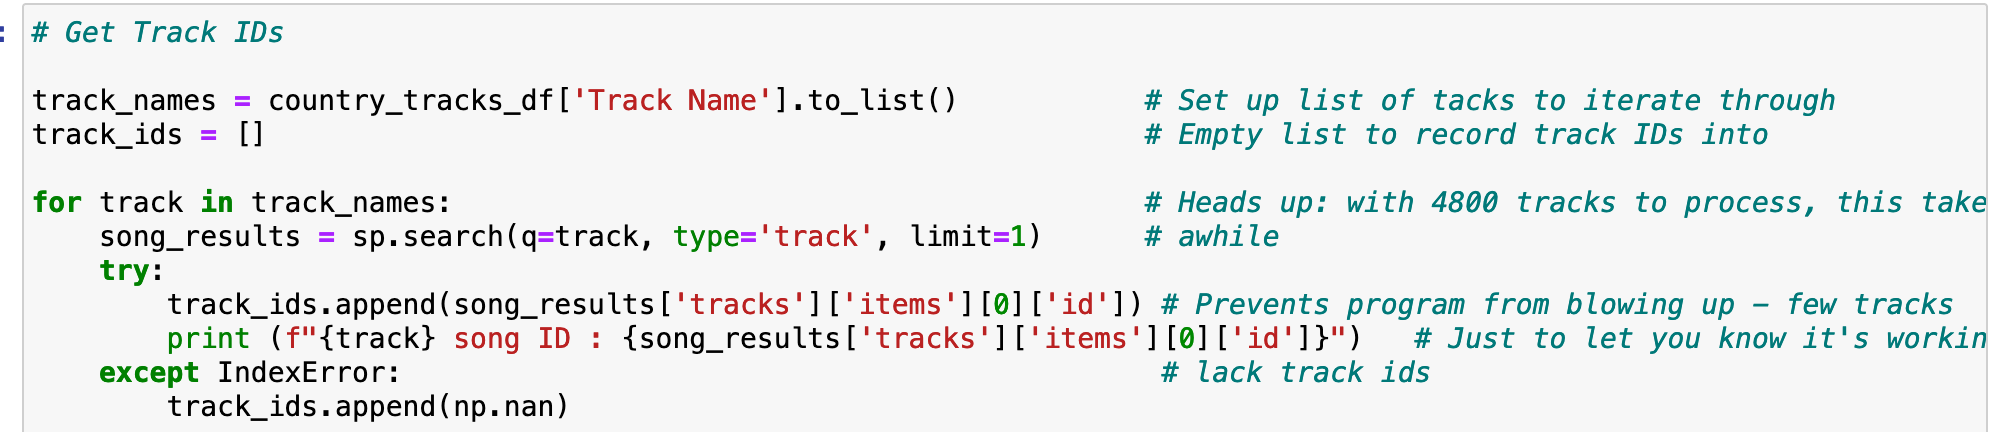 # Get Track IDs
track_names = country_tracks_df['Track Name'].to_list() # Set up list of tacks to iterate through
track_ids = [] # Empty list to record track IDs into
for track in track_names: # Heads up: with 4800 tracks to process, this take
song_results = sp.search(q=track, type='track', limit=1) # awhile
try:
track_ids.append(song_results['tracks']['items'][0]['id']) # Prevents program from blowing up – few tracks
print (f"{track} song ID : {song_results['tracks']['items'][0]['id']}") # Just to let you know it's workin
except IndexError: # lack track ids
track_ids.append(np.nan)